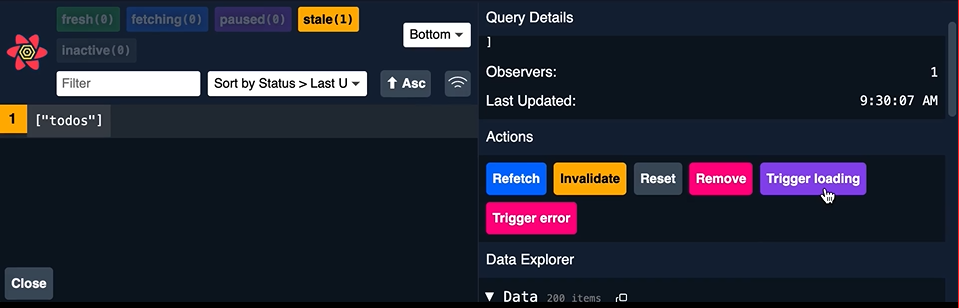 fresh(0) fetching(0) paused(0) stale(1)
inactive(0)
Bottom
Filter
Sort by Status > Last U
Asc
1 ["todos"]
Close
Query Details
]
Observers: 1
Last Updated: 9:30:07 AM
Actions
Refetch Invalidate Reset Remove Trigger loading
Trigger error
Data Explorer
▼ Data 200 items